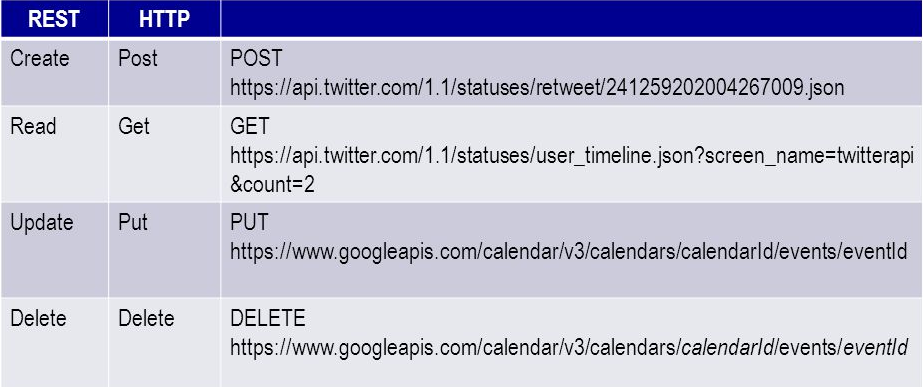 REST HTTP
Create Post POST
https://api.twitter.com/1.1/statuses/retweet/241259202004267009.json
Read Get GET
https://api.twitter.com/1.1/statuses/user_timeline.json?screen_name=twitterapi
&count=2
Update Put PUT
https://www.googleapis.com/calendar/v3/calendars/calendarId/events/eventId
Delete Delete DELETE
https://www.googleapis.com/calendar/v3/calendars/calendarId/events/eventId